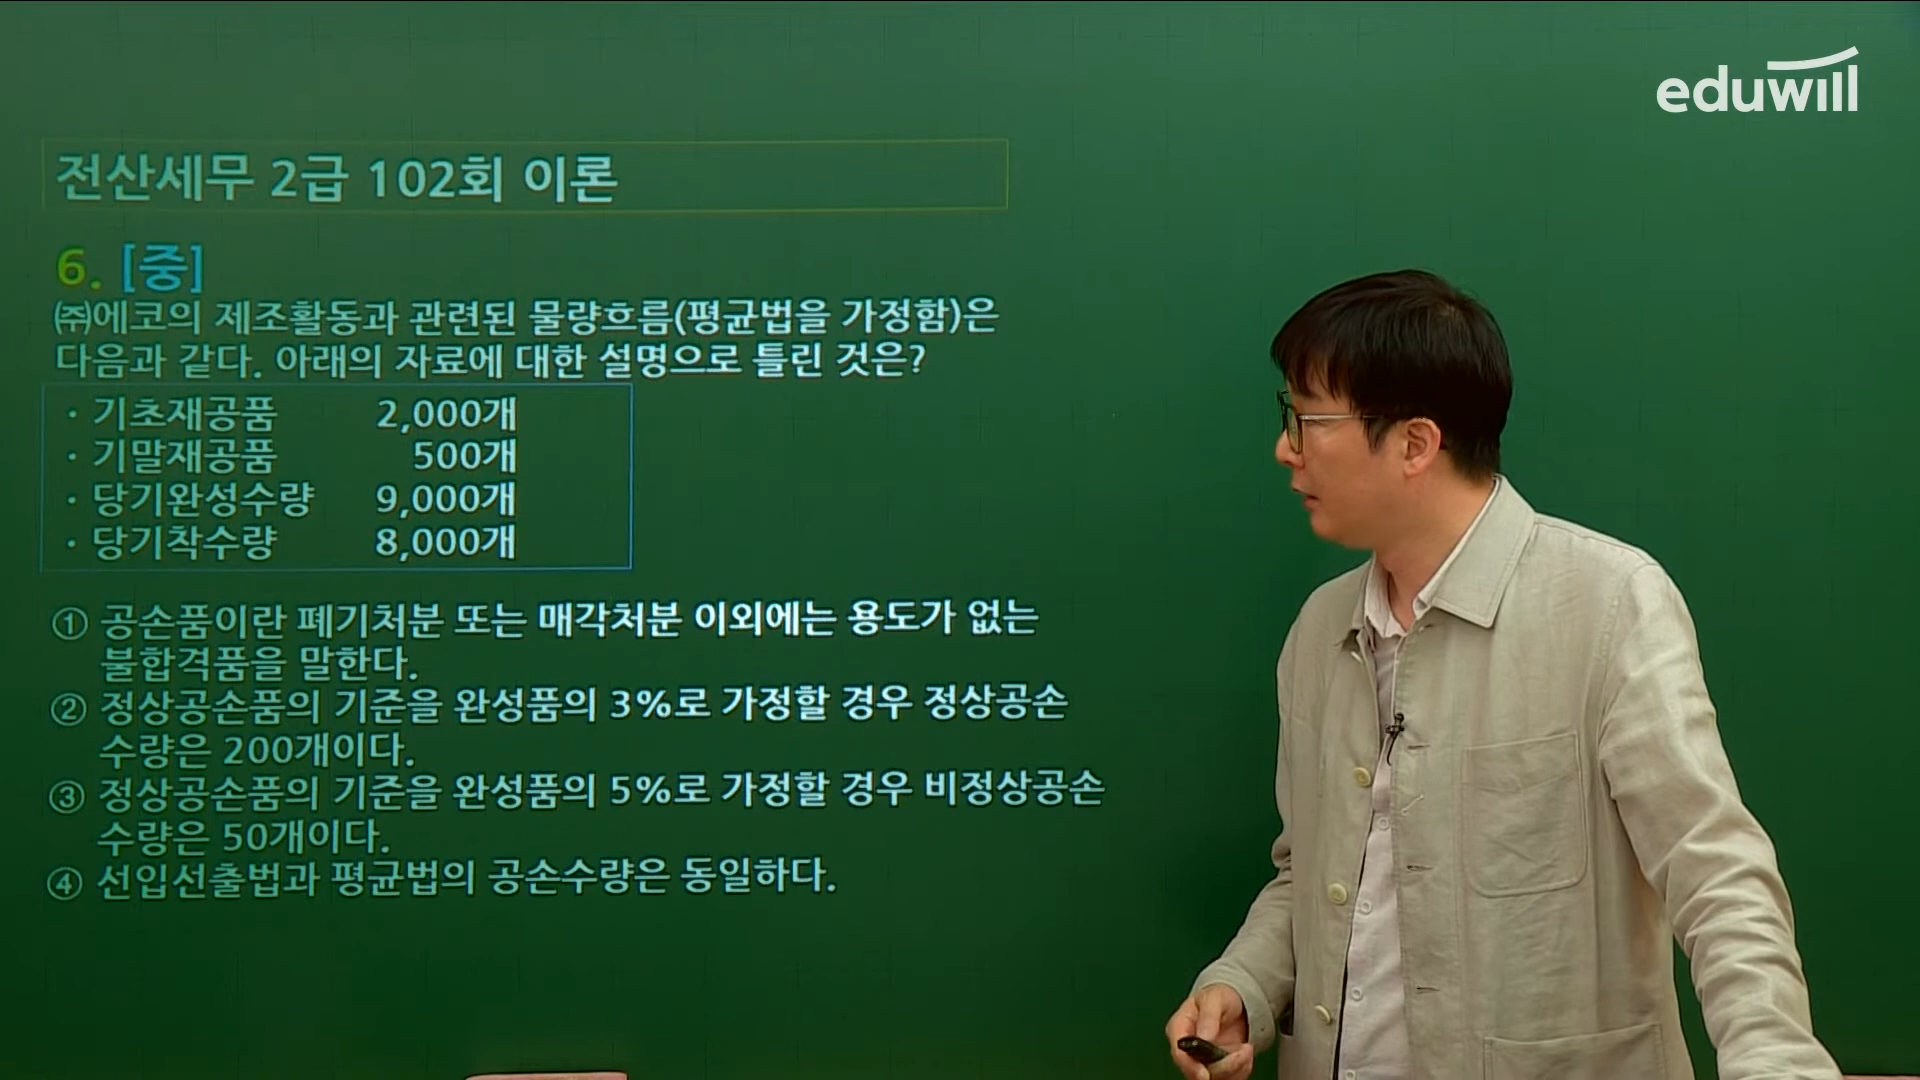 eduwill
전산세무 2급 102회 이론
6. [중]
㈜에코의 제조활동과 관련된 물량흐름(평균법을 가정함)은
다음과 같다. 아래의 자료에 대한 설명으로 틀린 것은?
· 기초재공품 2,000개
· 기말재공품 500개
· 당기완성수량 9,000개
· 당기착수량 8,000개
① 공손품이란 폐기처분 또는 매각처분 이외에는 용도가 없는
불합격품을 말한다.
② 정상공손품의 기준을 완성품의 3%로 가정할 경우 정상공손
수량은 200개이다.
③ 정상공손품의 기준을 완성품의 5%로 가정할 경우 비정상공손
수량은 50개이다.
④ 선입선출법과 평균법의 공손수량은 동일하다.